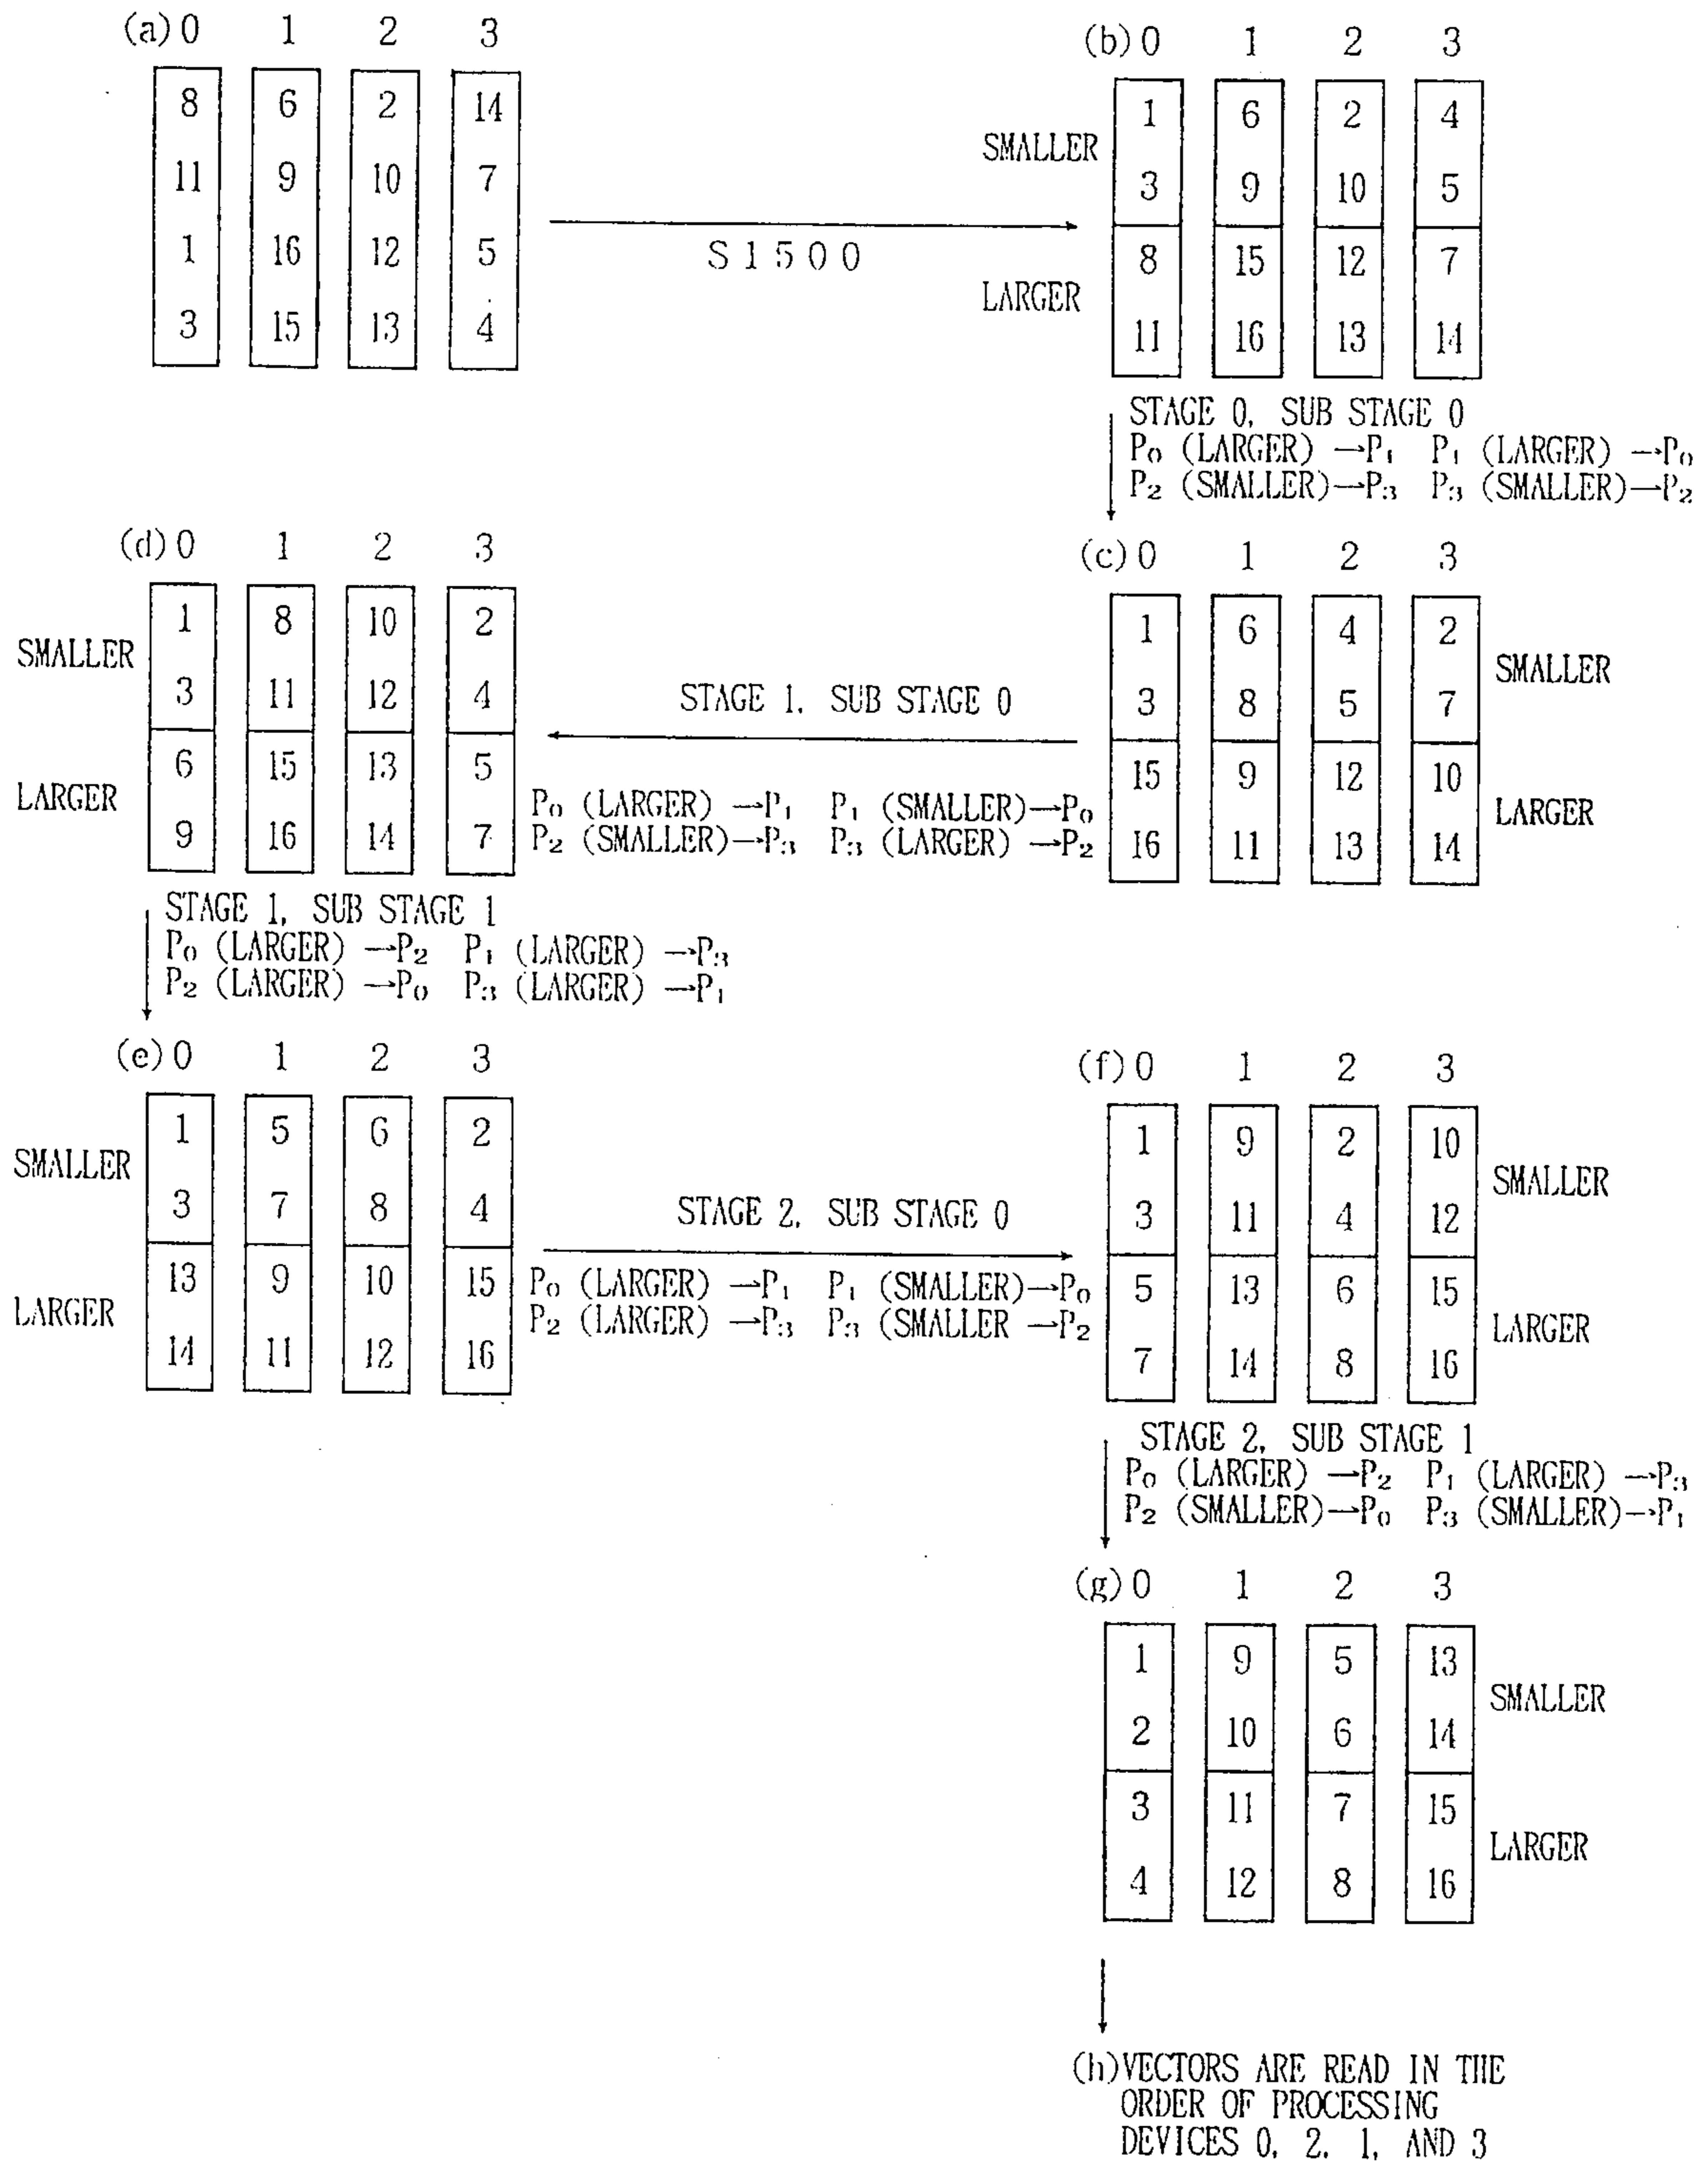 (a) 0 1 2 3
8 6 2 14
11 9 10 7
1 16 12 5
3 15 13 4
S1500
(b) 0 1 2 3
SMALLER
1 6 2 4
3 9 10 5
LARGER
8 15 12 7
11 16 13 14
STAGE 0, SUB STAGE 0
P0 (LARGER) →P1 P1 (LARGER) →P0
P2 (SMALLER)→P3 P3 (SMALLER)→P2
(c) 0 1 2 3
1 6 4 2
3 8 5 7
SMALLER
15 9 12 10
16 11 13 14
LARGER
STAGE 1, SUB STAGE 0
P0 (LARGER) →P1 P1 (SMALLER)→P0
P2 (SMALLER)→P3 P3 (LARGER) →P2
(d) 0 1 2 3
SMALLER
1 8 10 2
3 11 12 4
LARGER
6 15 13 5
9 16 14 7
STAGE 1, SUB STAGE 1
P0 (LARGER) →P2 P1 (LARGER) →P3
P2 (LARGER) →P0 P3 (LARGER) →P1
(e) 0 1 2 3
SMALLER
1 5 6 2
3 7 8 4
LARGER
13 9 10 15
14 11 12 16
STAGE 2, SUB STAGE 0
P0 (LARGER) →P1 P1 (SMALLER)→P0
P2 (LARGER) →P3 P3 (SMALLER →P2
(f) 0 1 2 3
1 9 2 10
3 11 4 12
SMALLER
5 13 6 15
7 14 8 16
LARGER
STAGE 2, SUB STAGE 1
P0 (LARGER) →P2 P1 (LARGER) →P3
P2 (SMALLER)→P0 P3 (SMALLER)→P1
(g) 0 1 2 3
1 9 5 13
2 10 6 14
SMALLER
3 11 7 15
4 12 8 16
LARGER
(h) VECTORS ARE READ IN THE
ORDER OF PROCESSING
DEVICES 0, 2, 1, AND 3